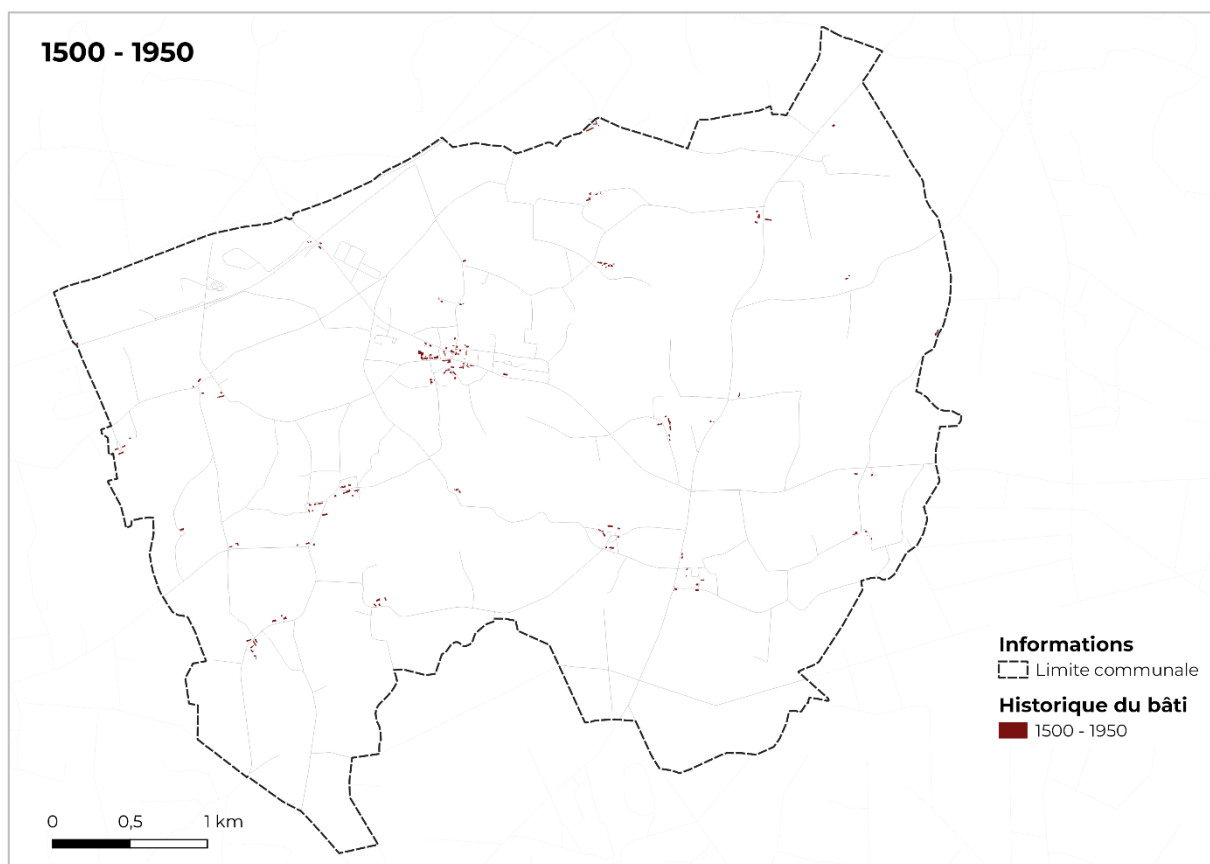 1500 - 1950
Informations
Limite communale
Historique du bâti
1500 - 1950
0 0,5 1 km